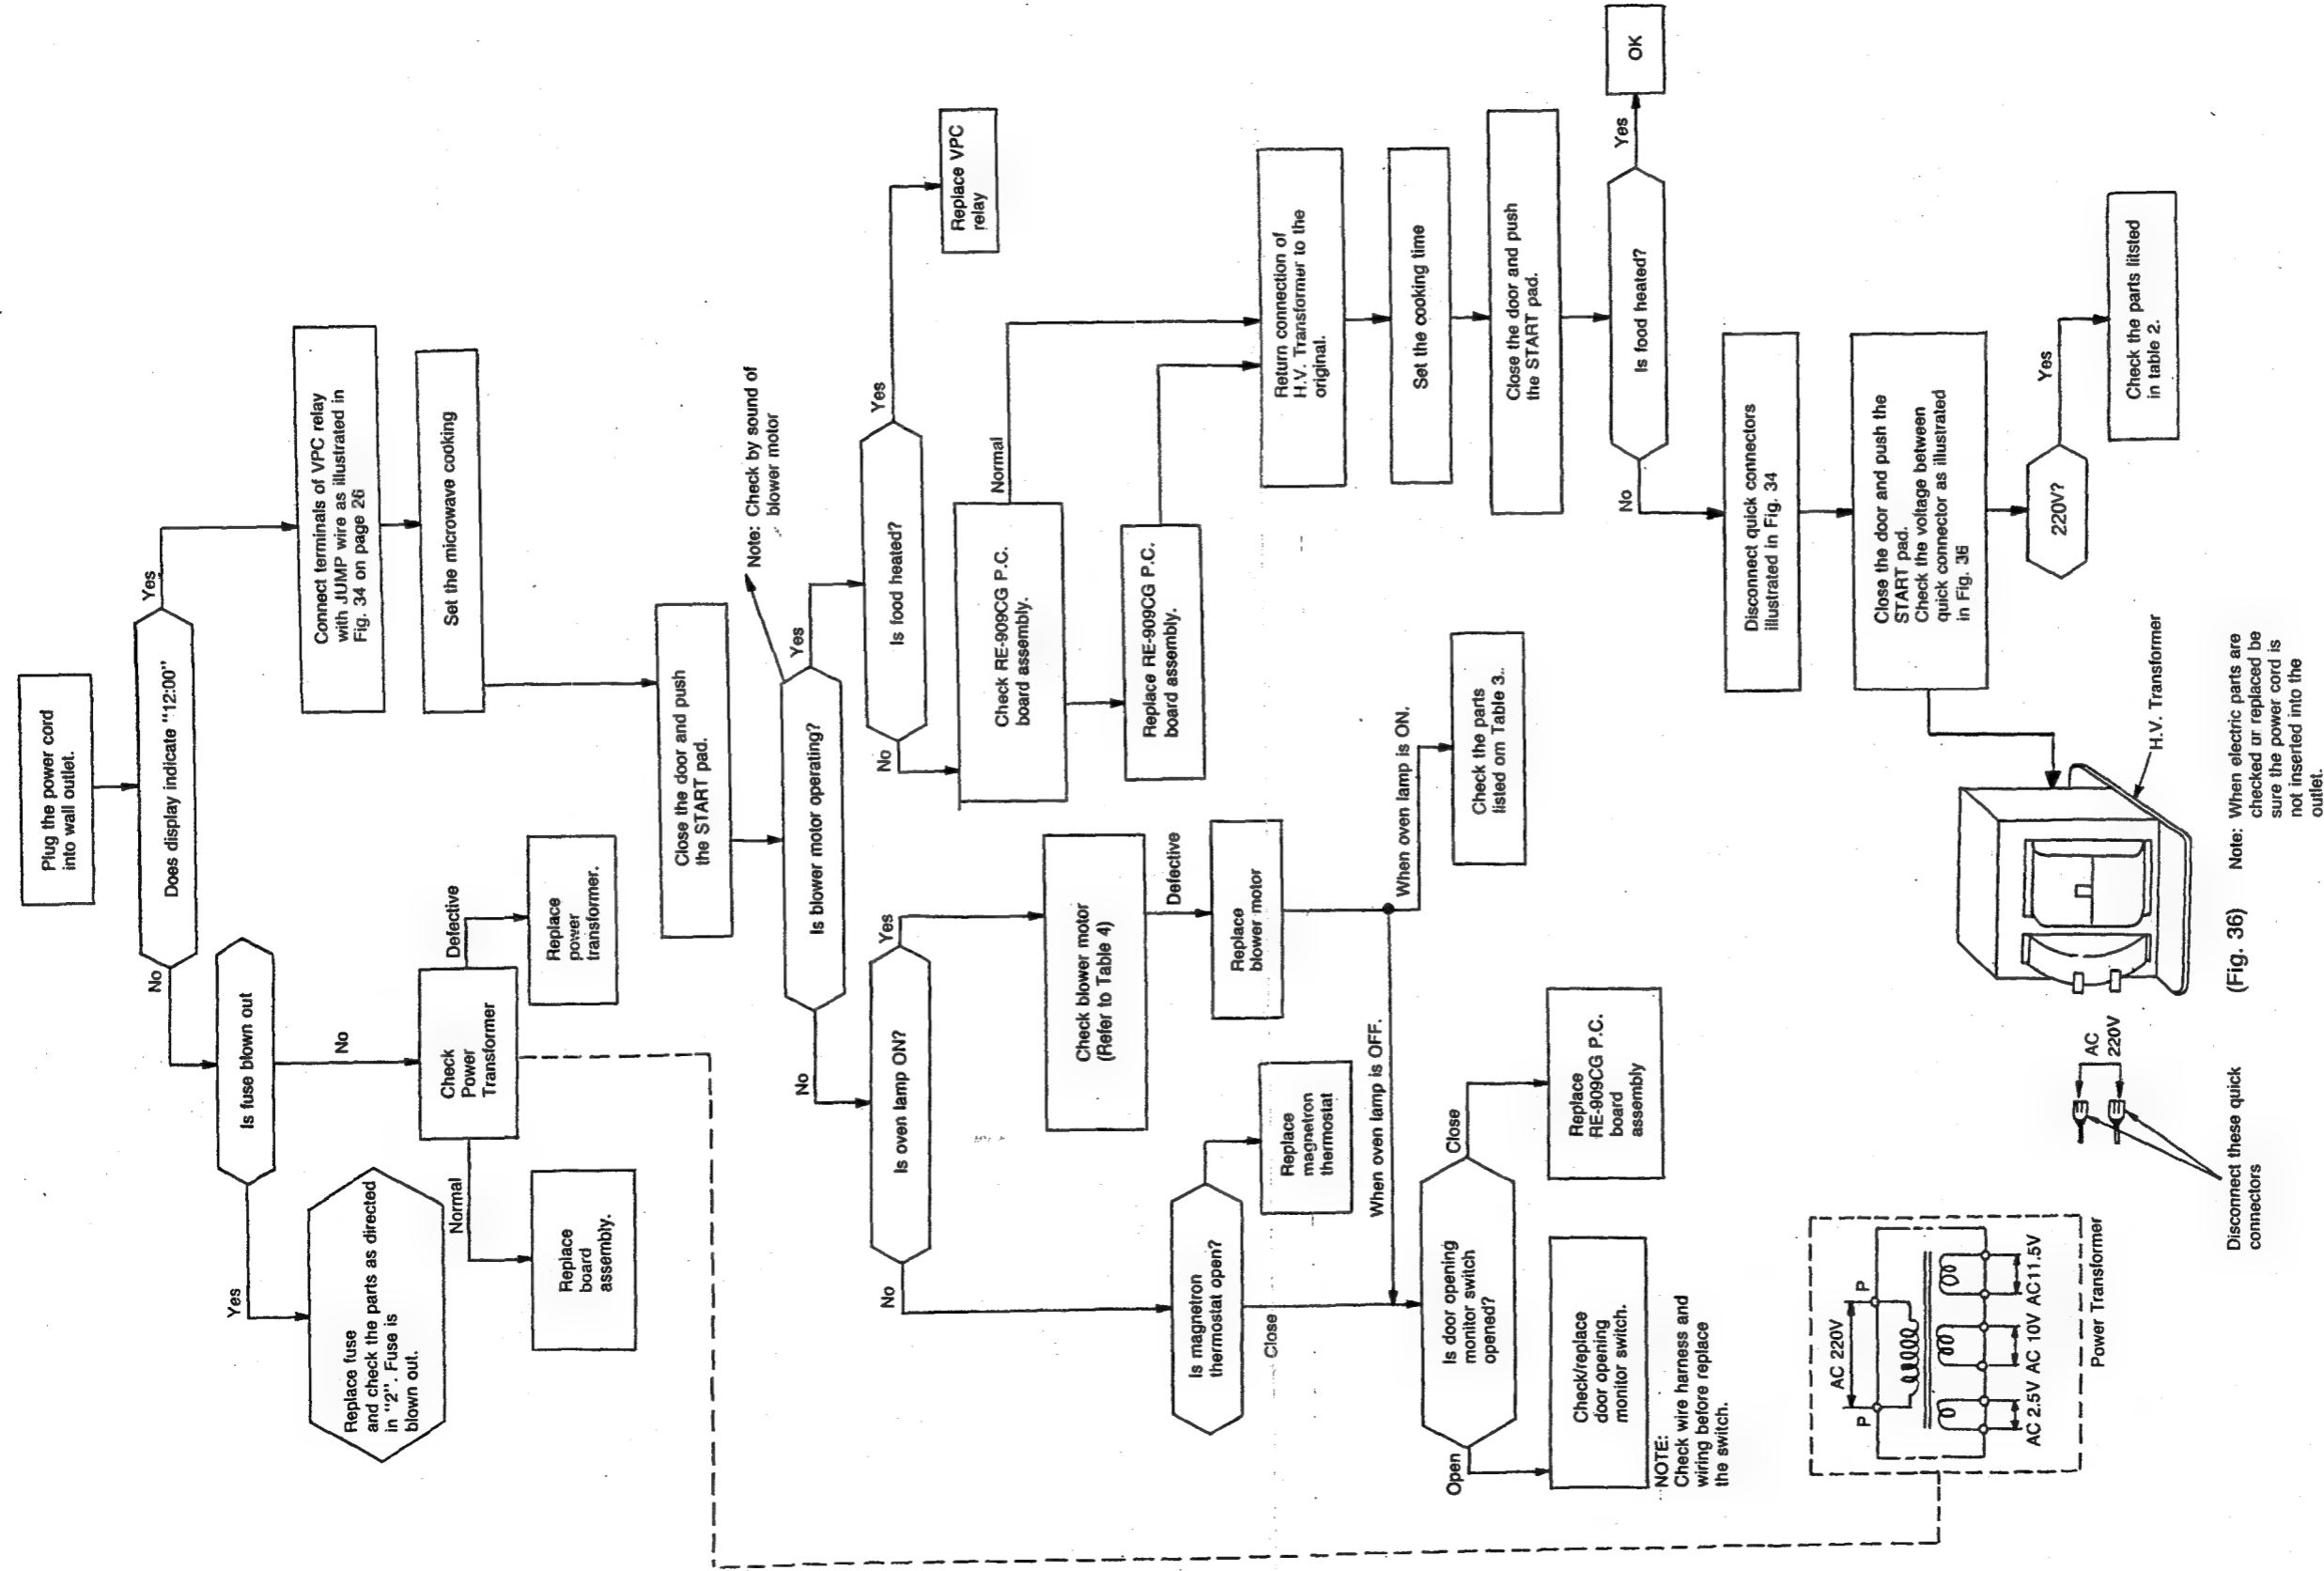 Plug the power cord
into wall outlet.
Does display indicate "12:00"
No
Yes
Is fuse blown out
Yes
No
Replace fuse
and check the parts as directed
in "2". Fuse is
blown out.
Check
Power
Transformer
Normal
Defective
Replace
board
assembly.
Replace
power
transformer.
Connect terminals of VPC relay
with JUMP wire as illustrated in
Fig. 34 on page 26
Set the microwave cooking
Close the door and push
the START pad.
Note: Check by sound of
blower motor
Is blower motor operating?
No
Yes
Is oven lamp ON?
No
Yes
Is food heated?
No
Yes
Replace VPC
relay
Check RE-909CG P.C.
board assembly.
Normal
Replace RE-909CG P.C.
board assembly.
Check blower motor
(Refer to Table 4)
Defective
Replace
blower motor
When oven lamp is ON.
When oven lamp is OFF.
Check the parts
listed om Table 3.
Is magnetron
thermostat open?
Replace
magnetron
thermostat
Close
Is door opening
monitor switch
opened?
Open
Close
Check/replace
door opening
monitor switch.
Replace
RE-909CG P.C.
board
assembly
NOTE:
Check wire harness and
wiring before replace
the switch.
Return connection of
H.V. Transformer to the
original.
Set the cooking time
Close the door and push
the START pad.
Is food heated?
Yes
OK
No
Disconnect quick connectors
illustrated in Fig. 34
Close the door and push the
START pad.
Check the voltage between
quick connector as illustrated
in Fig. 36
220V?
Yes
Check the parts litsted
in table 2.
AC 220V
P
P
AC 2.5V AC 10V AC11.5V
Power Transformer
AC
220V
Disconnect these quick
connectors
H.V. Transformer
(Fig. 36)
Note: When electric parts are
checked or replaced be
sure the power cord is
not inserted into the
outlet.